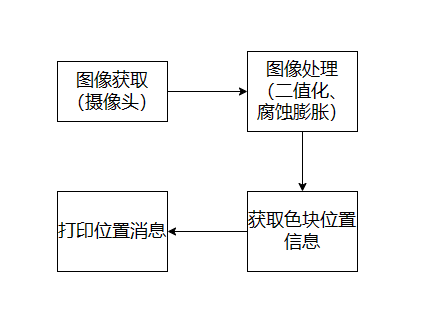 图像获取
（摄像头）
图像处理
（二值化、
腐蚀膨胀）
获取色块位置
信息
打印位置消息